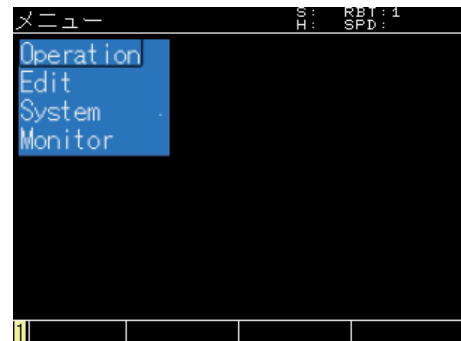 メニュー
S: RBT:1
H: SPD:
Operation
Edit
System
Monitor
1